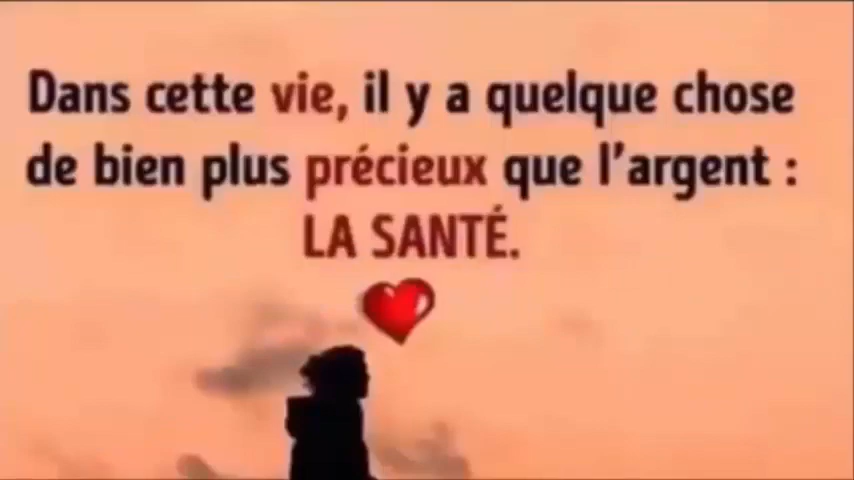 Dans cette vie, il y a quelque chose
de bien plus précieux que l'argent :
LA SANTÉ.